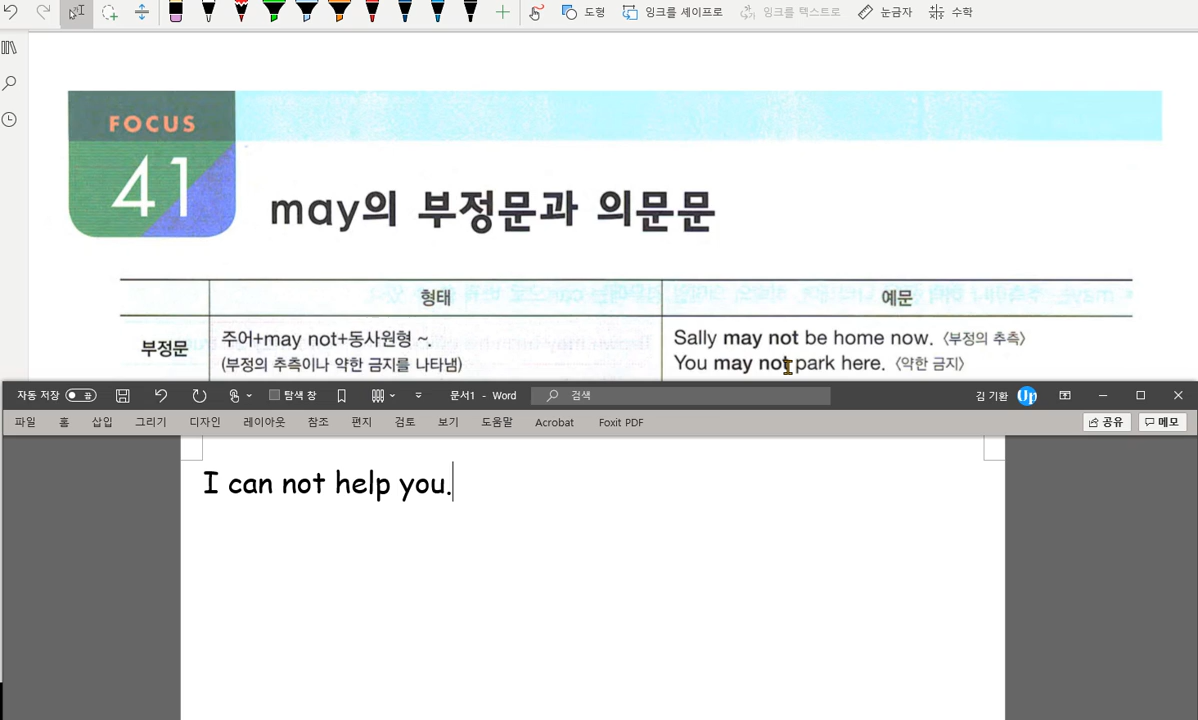 도형
잉크를 셰이프로
잉크를 텍스트로
눈금자
수학
FOCUS
41
may의 부정문과 의문문
형태
예문
부정문
주어+may not+동사원형 ~.
(부정의 추측이나 약한 금지를 나타냄)
Sally may not be home now. 〈부정의 추측〉
You may not park here. 〈약한 금지〉
자동 저장
끔
탐색 창
문서1 - Word
검색
김 기환
Up
파일 홈 삽입 그리기 디자인 레이아웃 참조 편지 검토 보기 도움말 Acrobat Foxit PDF
공유
메모
I can not help you.